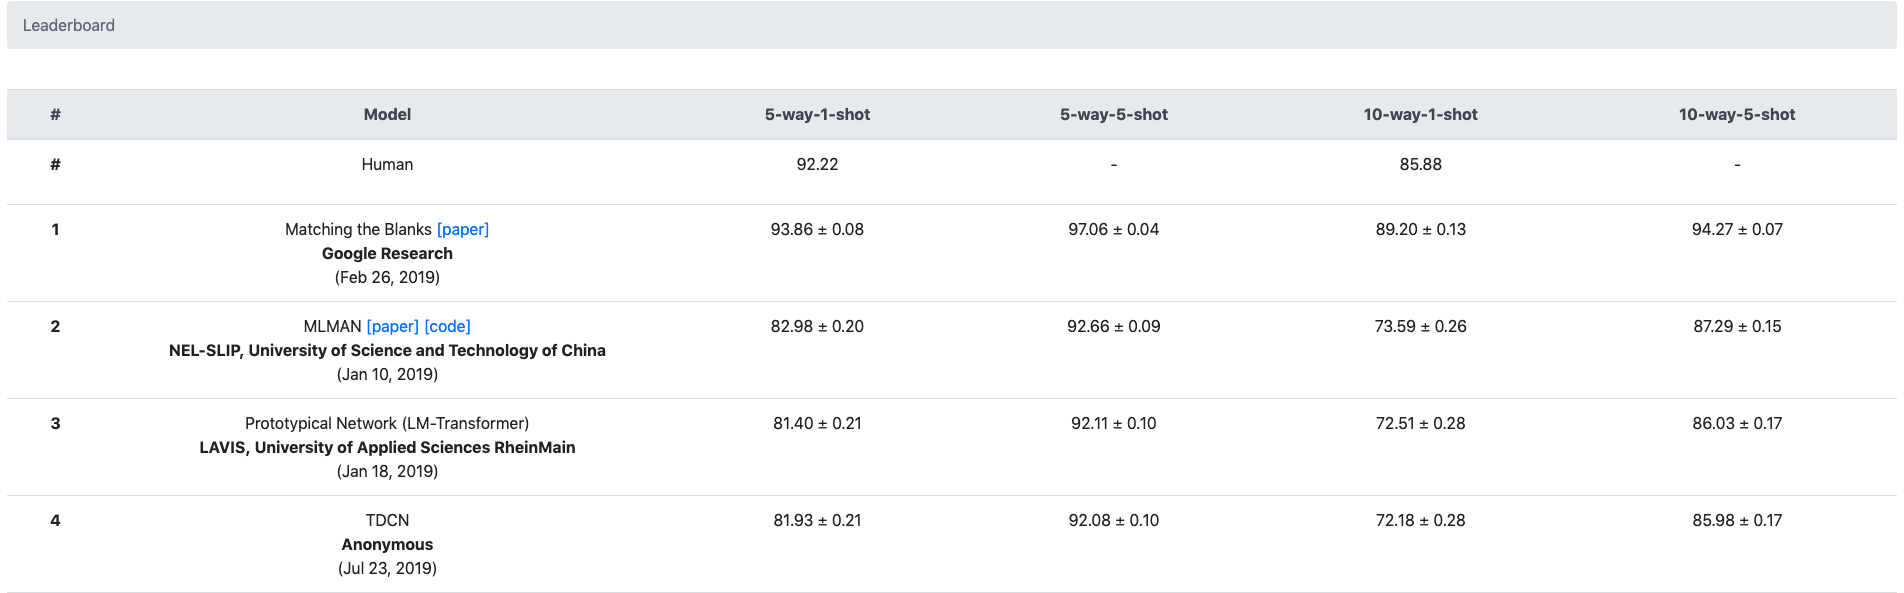 Leaderboard
# Model 5-way-1-shot 5-way-5-shot 10-way-1-shot 10-way-5-shot
# Human 92.22 - 85.88 -
1 Matching the Blanks [paper] 93.86 ± 0.08 97.06 ± 0.04 89.20 ± 0.13 94.27 ± 0.07
Google Research
(Feb 26, 2019)
2 MLMAN [paper] [code] 82.98 ± 0.20 92.66 ± 0.09 73.59 ± 0.26 87.29 ± 0.15
NEL-SLIP, University of Science and Technology of China
(Jan 10, 2019)
3 Prototypical Network (LM-Transformer) 81.40 ± 0.21 92.11 ± 0.10 72.51 ± 0.28 86.03 ± 0.17
LAVIS, University of Applied Sciences RheinMain
(Jan 18, 2019)
4 TDCN 81.93 ± 0.21 92.08 ± 0.10 72.18 ± 0.28 85.98 ± 0.17
Anonymous
(Jul 23, 2019)